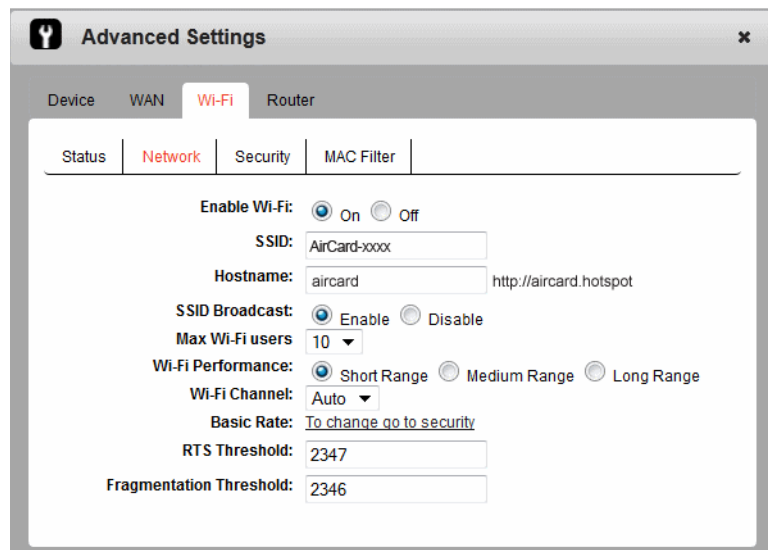 Advanced Settings
Device WAN Wi-Fi Router
Status Network Security MAC Filter
Enable Wi-Fi: On Off
SSID: AirCard-xxxx
Hostname: aircard http://aircard.hotspot
SSID Broadcast: Enable Disable
Max Wi-Fi users 10
Wi-Fi Performance: Short Range Medium Range Long Range
Wi-Fi Channel: Auto
Basic Rate: To change go to security
RTS Threshold: 2347
Fragmentation Threshold: 2346